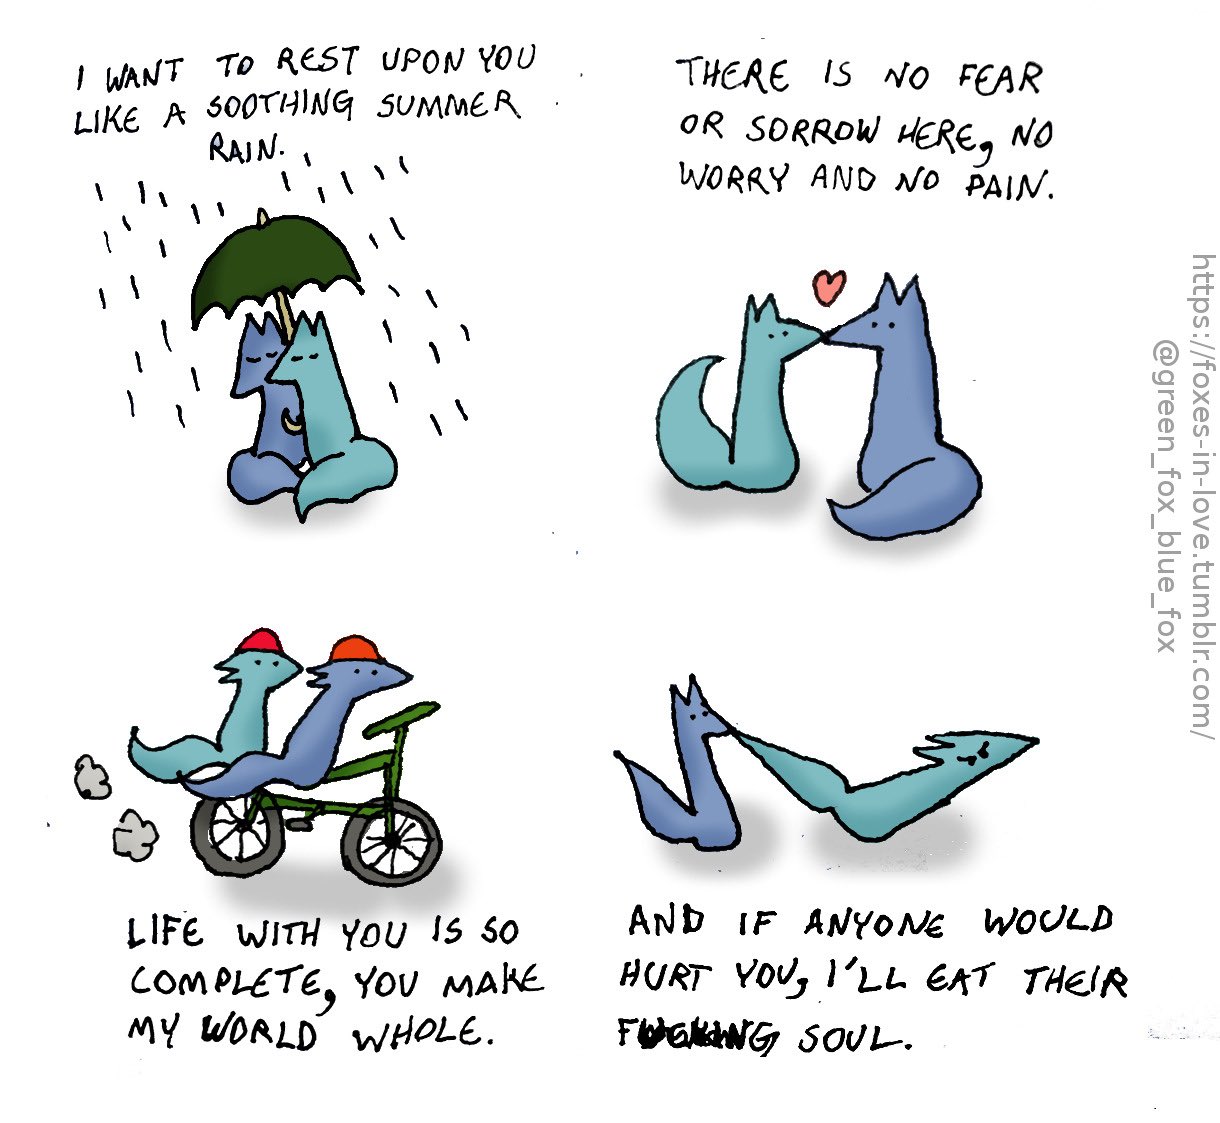 I WANT TO REST UPON YOU
LIKE A SOOTHING SUMMER
RAIN.
THERE IS NO FEAR
OR SORROW HERE, NO
WORRY AND NO PAIN.
LIFE WITH YOU IS SO
COMPLETE, YOU MAKE
MY WORLD WHOLE.
AND IF ANYONE WOULD
HURT YOU, I'LL EAT THEIR
SOUL.
https://foxes-in-love.tumblr.com/
@green_fox_blue_fox